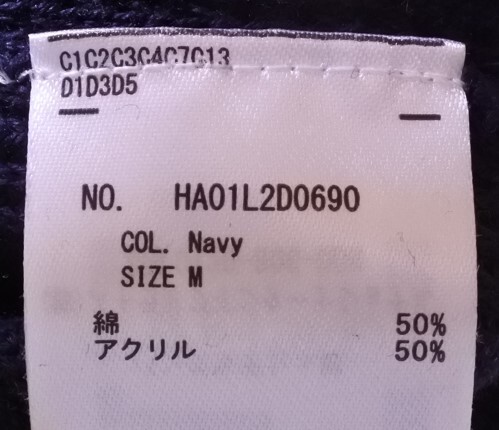 C1C2C3C4C7C13
D1D3D5
NO. HA01L2D0690
COL. Navy
SIZE M
綿 50%
アクリル 50%